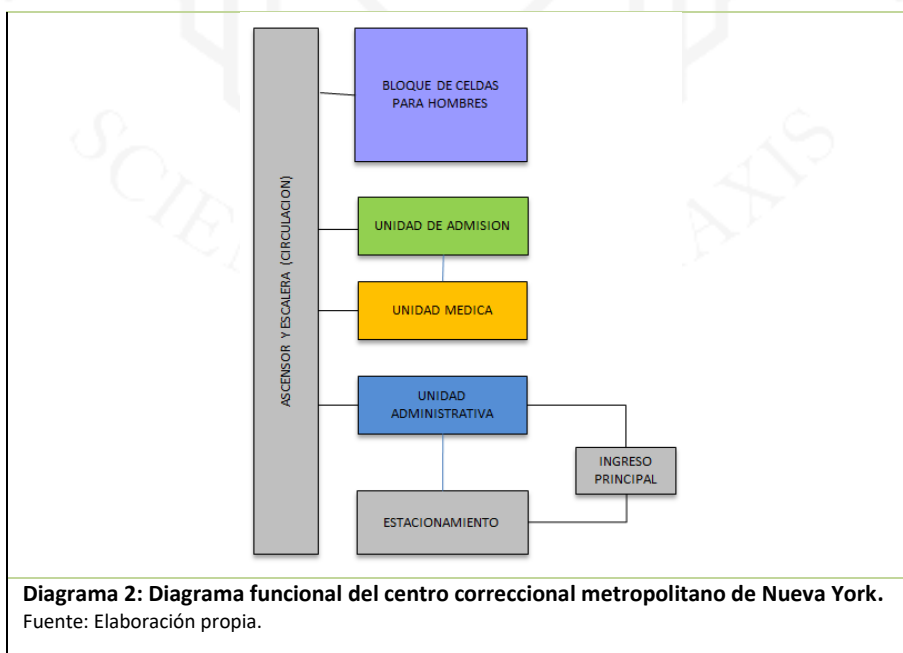 BLOQUE DE CELDAS
PARA HOMBRES
UNIDAD DE ADMISION
UNIDAD MEDICA
UNIDAD
ADMINISTRATIVA
INGRESO
PRINCIPAL
ESTACIONAMIENTO
ASCENSOR Y ESCALERA (CIRCULACION)
Diagrama 2: Diagrama funcional del centro correccional metropolitano de Nueva York.
Fuente: Elaboración propia.